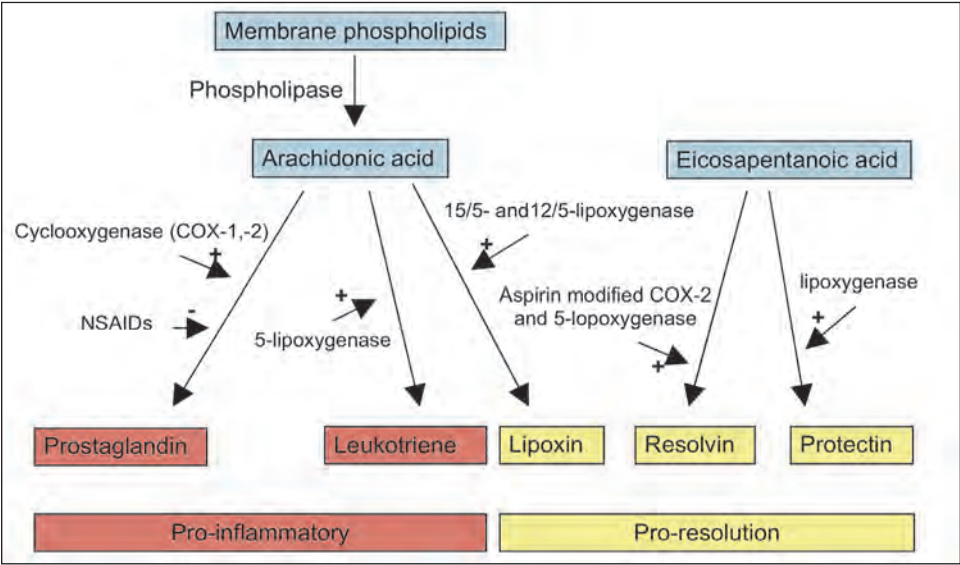 Membrane phospholipids
Phospholipase
Arachidonic acid
Eicosapentanoic acid
Cyclooxygenase (COX-1,-2)
+
NSAIDs
-
+
5-lipoxygenase
15/5- and12/5-lipoxygenase
+
Aspirin modified COX-2
and 5-lopoxygenase
+
lipoxygenase
+
Prostaglandin
Leukotriene
Lipoxin
Resolvin
Protectin
Pro-inflammatory
Pro-resolution